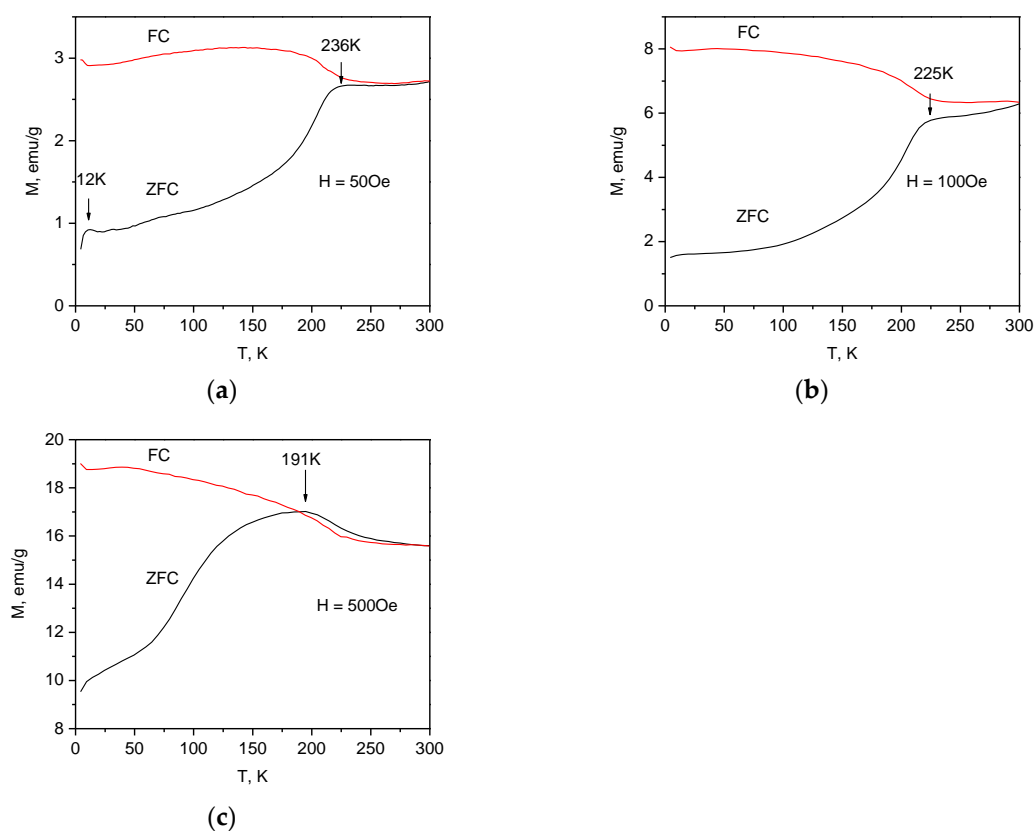 FC
236K
12K
ZFC
H = 50Oe
0
1
2
3
M, emu/g
0 50 100 150 200 250 300
T, K
(a)
FC
225K
ZFC
H = 100Oe
0
2
4
6
8
M, emu/g
0 50 100 150 200 250 300
T, K
(b)
FC
191K
ZFC
H = 500Oe
20
18
16
14
12
10
8
M, emu/g
0 50 100 150 200 250 300
T, K
(c)